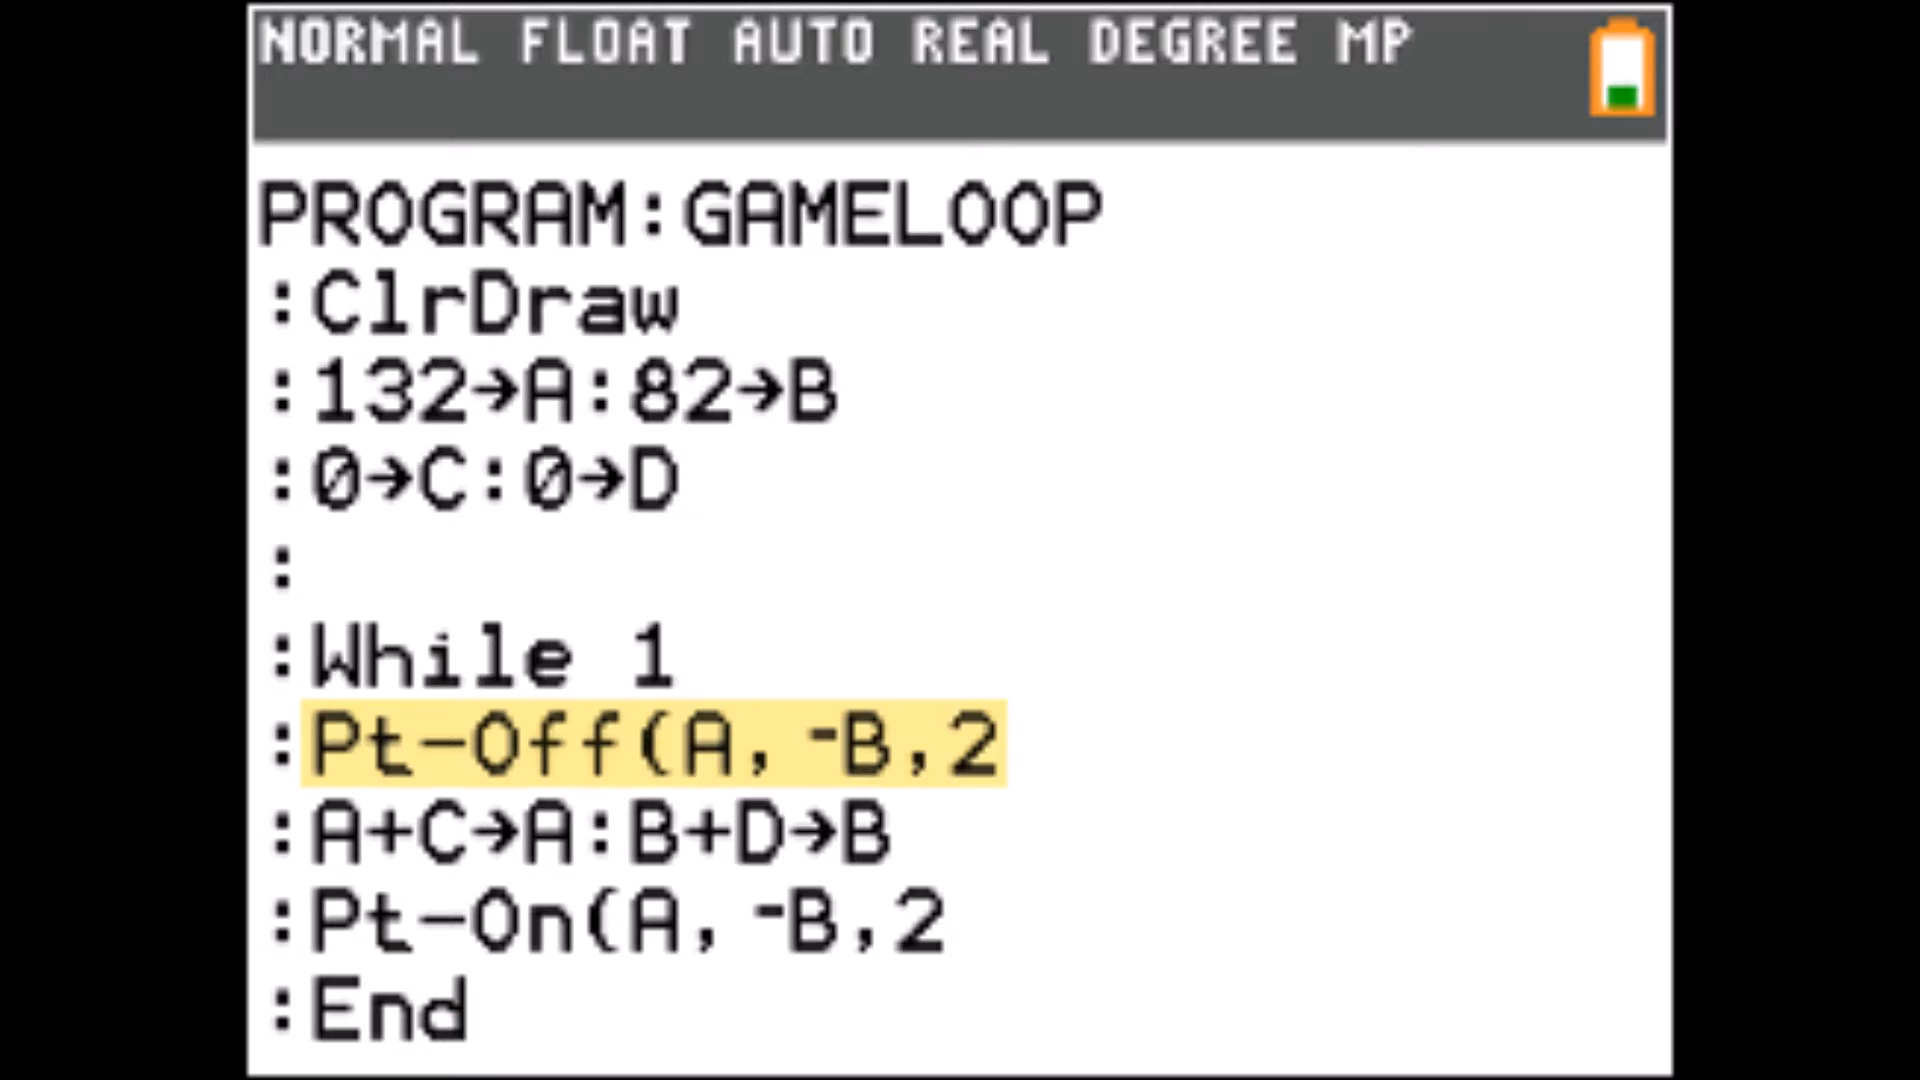 NORMAL FLOAT AUTO REAL DEGREE MP
PROGRAM:GAMELOOP
:ClrDraw
:132→A:82→B
:0→C:0→D
:
:While 1
:Pt-Off(A,⁻B,2
:A+C→A:B+D→B
:Pt-On(A,⁻B,2
:End